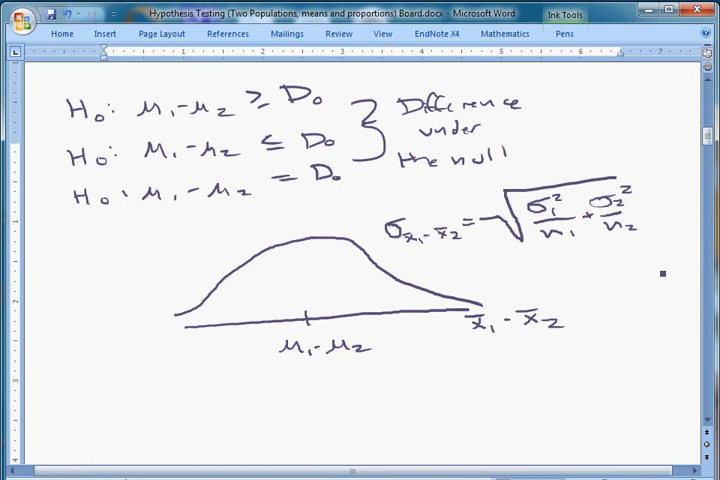 Hypothesis Testing (Two Populations, means and proportions) Board.docx - Microsoft Word
Ink Tools
Home Insert Page Layout References Mailings Review View EndNote X4 Mathematics Pens
H₀: μ₁-μ₂ ≥ D₀
H₀: μ₁-μ₂ ≤ D₀
H₀: μ₁-μ₂ = D₀
Difference
under
the null
σx̄₁-x̄₂ = √(σ₁²/n₁ + σ₂²/n₂)
x̄₁ - x̄₂
μ₁-μ₂